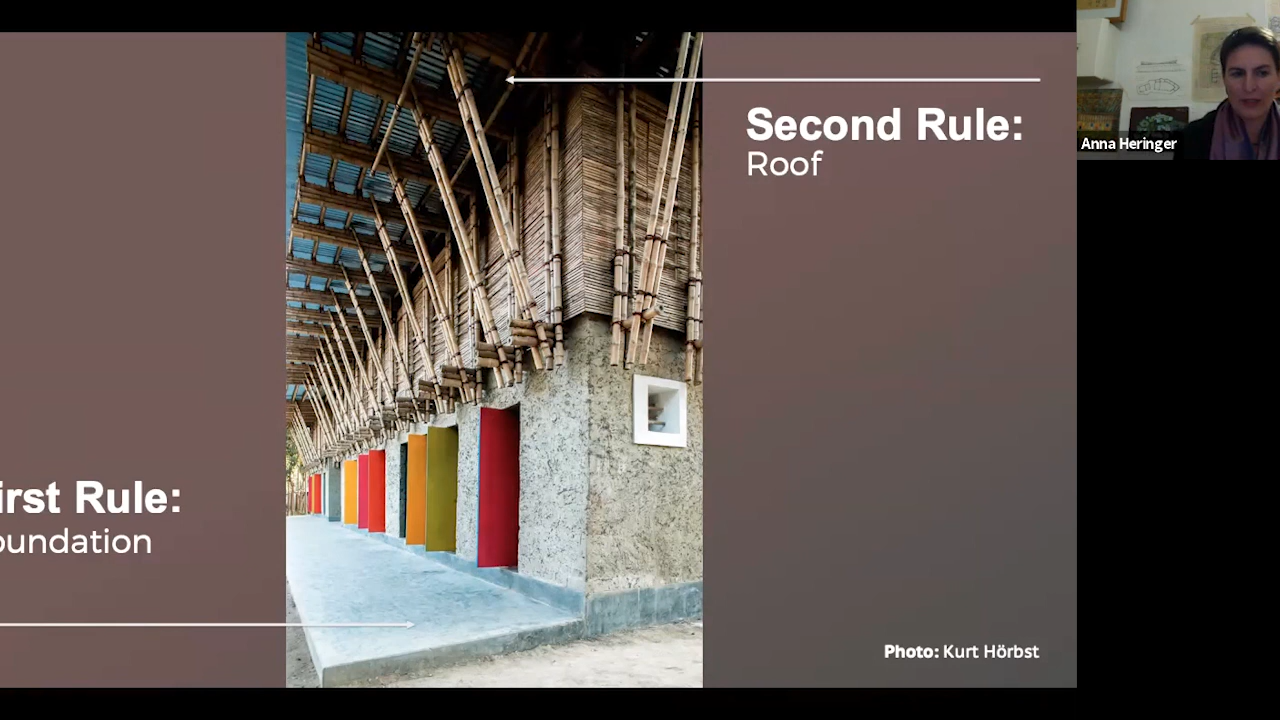 Second Rule:
Roof
Anna Heringer
irst Rule:
oundation
Photo: Kurt Hörbst